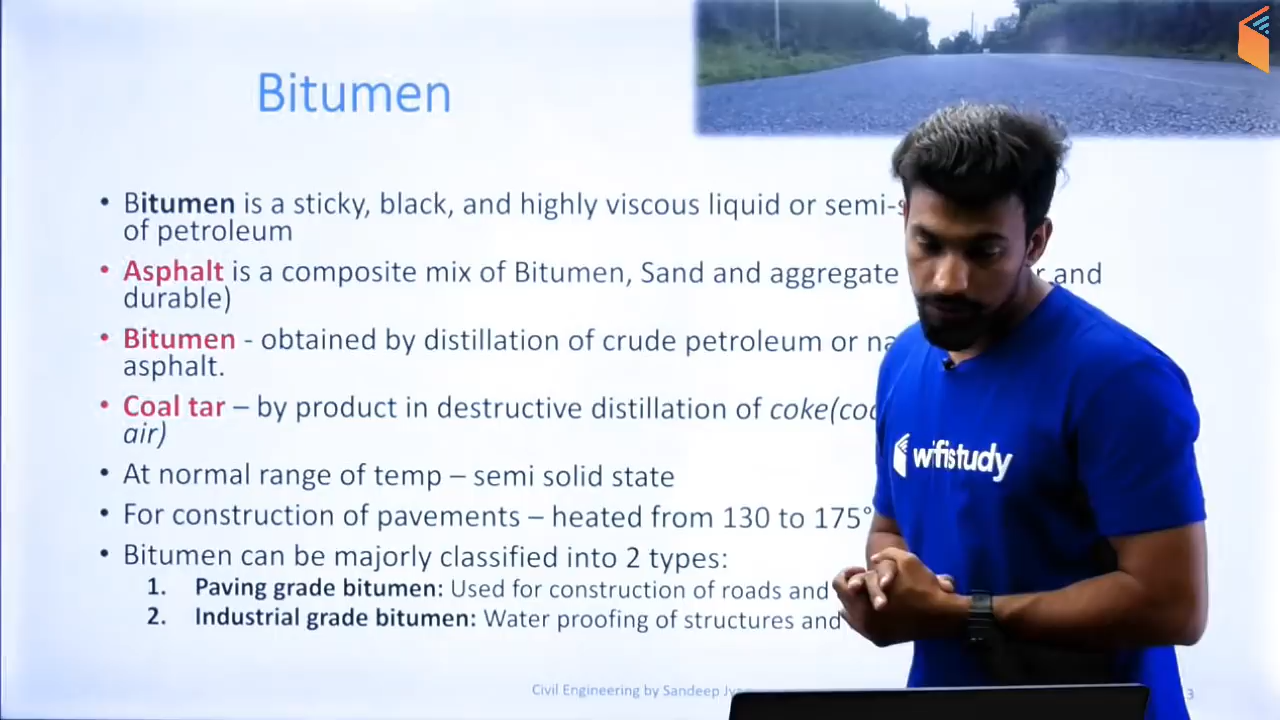 Bitumen
• Bitumen is a sticky, black, and highly viscous liquid or
of petroleum
• Asphalt is a composite mix of Bitumen, Sand and aggregate and
durable)
• Bitumen - obtained by distillation of crude petroleum or
asphalt.
• Coal tar – by product in destructive distillation of
air)
• At normal range of temp – semi solid state
• For construction of pavements – heated from 130 to 175°
• Bitumen can be majorly classified into 2 types:
1. Paving grade bitumen: Used for construction of roads and
2. Industrial grade bitumen: Water proofing of structures and
wifistudy
Civil Engineering by Sandeep
3